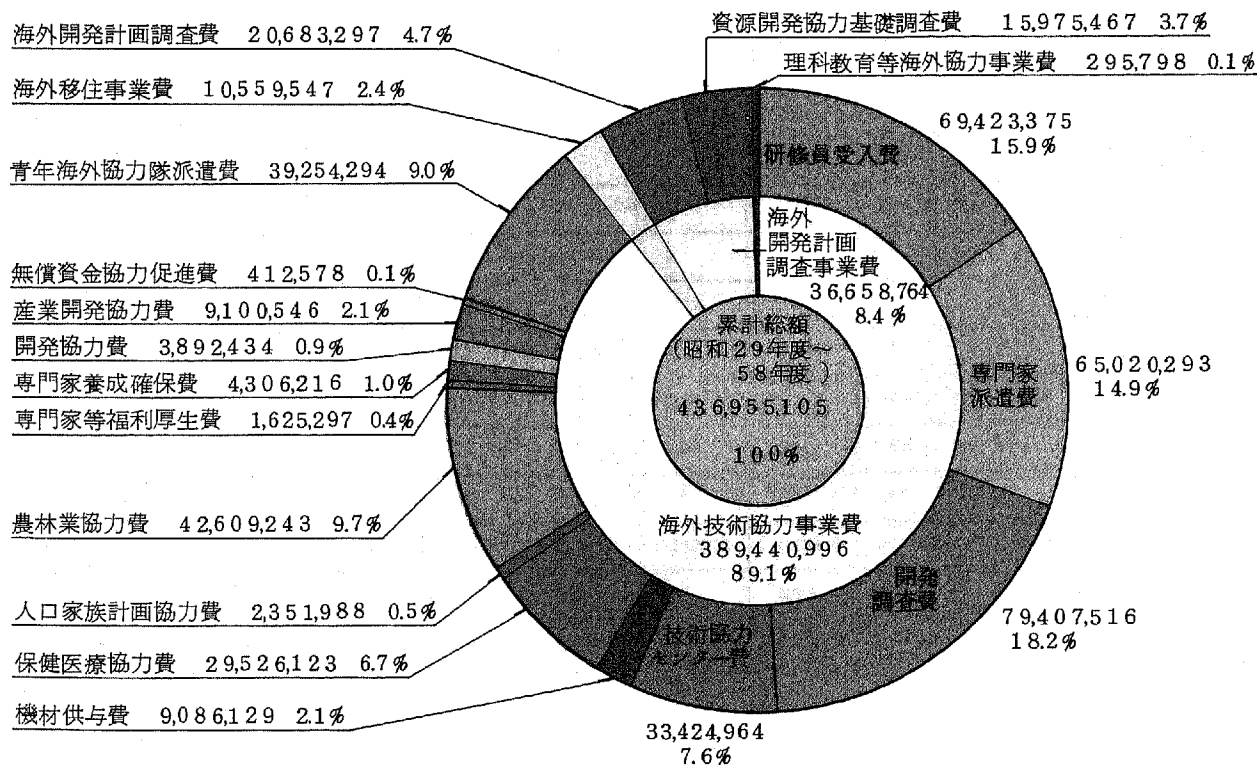 海外開発計画調査費 20,683,297 4.7%
海外移住事業費 10,559,547 2.4%
青年海外協力隊派遣費 39,254,294 9.0%
無償資金協力促進費 412,578 0.1%
産業開発協力費 9,100,546 2.1%
開発協力費 3,892,434 0.9%
専門家養成確保費 4,306,216 1.0%
専門家等福利厚生費 1,625,297 0.4%
農林業協力費 42,609,243 9.7%
人口家族計画協力費 2,351,988 0.5%
保健医療協力費 29,526,123 6.7%
機材供与費 9,086,129 2.1%
資源開発協力基礎調査費 15,975,467 3.7%
理科教育等海外協力事業費 295,798 0.1%
研修員受入費
69,423,375
15.9%
専門家
派遣費
65,020,293
14.9%
開発
調査費
79,407,516
18.2%
技術協力
センター費
33,424,964
7.6%
海外
開発計画
調査事業費
36,658,764
8.4%
累計総額
(昭和29年度～
58年度)
436,955,105
100%
海外技術協力事業費
389,440,996
89.1%